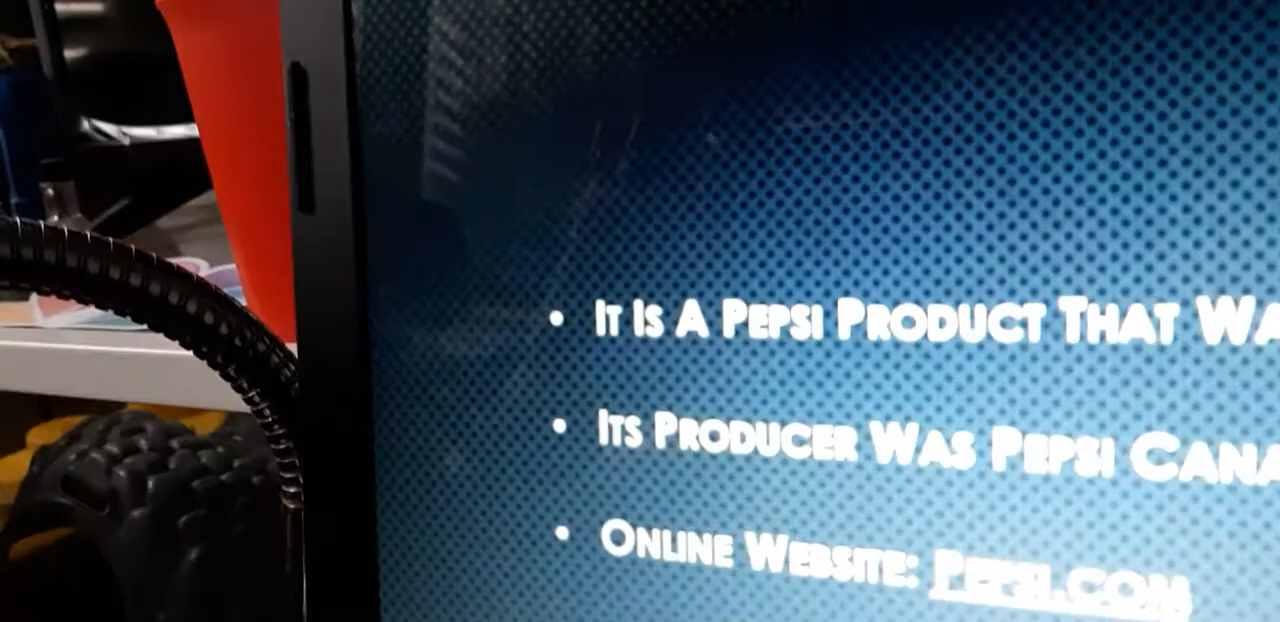 • It Is A Pepsi Product That Wa
• Its Producer Was Pepsi Cana
• Online Website: Pepsi.com